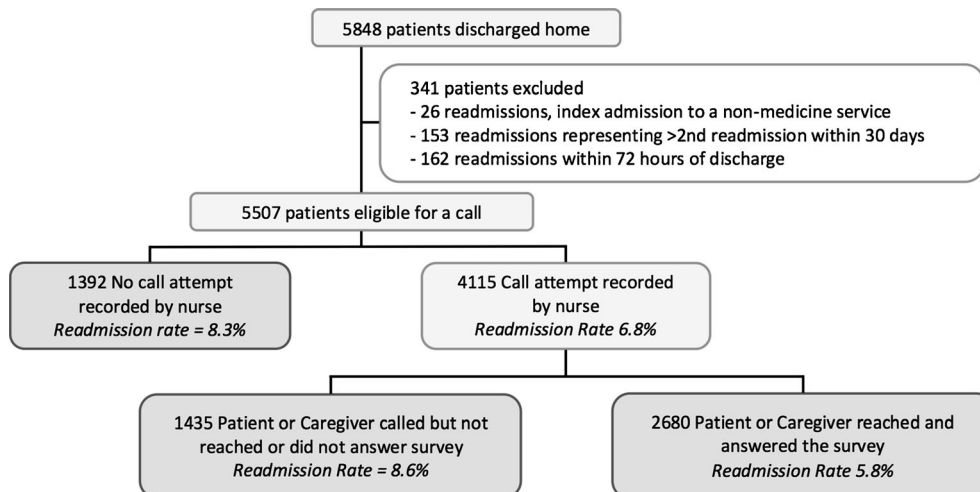 5848 patients discharged home
341 patients excluded
- 26 readmissions, index admission to a non-medicine service
- 153 readmissions representing >2nd readmission within 30 days
- 162 readmissions within 72 hours of discharge
5507 patients eligible for a call
1392 No call attempt
recorded by nurse
Readmission rate = 8.3%
4115 Call attempt recorded
by nurse
Readmission Rate 6.8%
1435 Patient or Caregiver called but not
reached or did not answer survey
Readmission Rate = 8.6%
2680 Patient or Caregiver reached and
answered the survey
Readmission Rate 5.8%